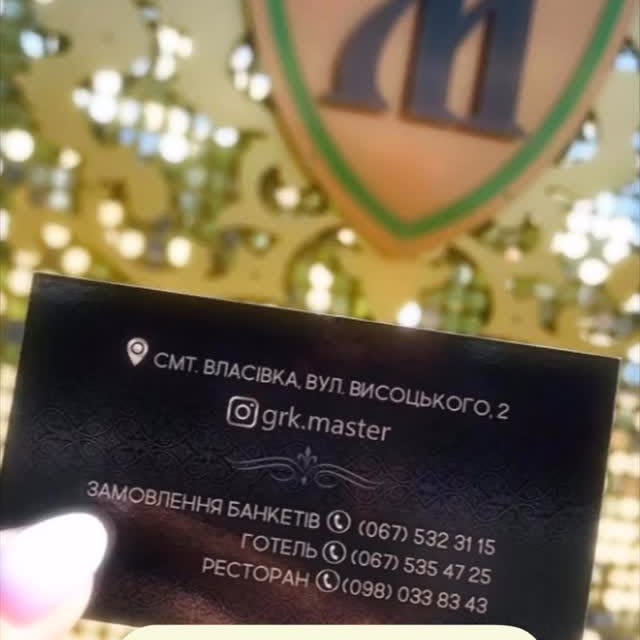 М
СМТ. ВЛАСІВКА, ВУЛ. ВИСОЦЬКОГО, 2
grk.master
ЗАМОВЛЕННЯ БАНКЕТІВ (067) 532 31 15
ГОТЕЛЬ (067) 535 47 25
РЕСТОРАН (098) 033 83 43